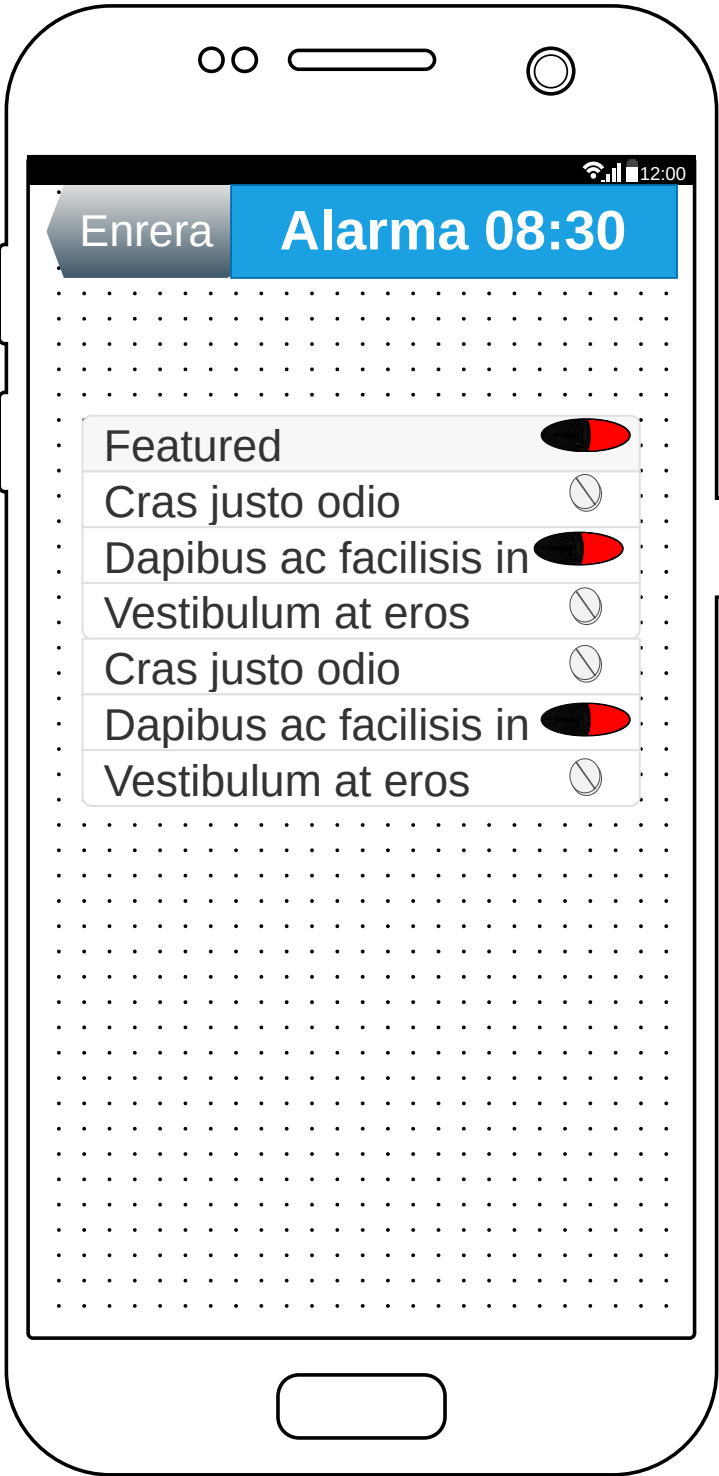 12:00
Enrera
Alarma 08:30
Featured
Cras justo odio
Dapibus ac facilisis in
Vestibulum at eros
Cras justo odio
Dapibus ac facilisis in
Vestibulum at eros